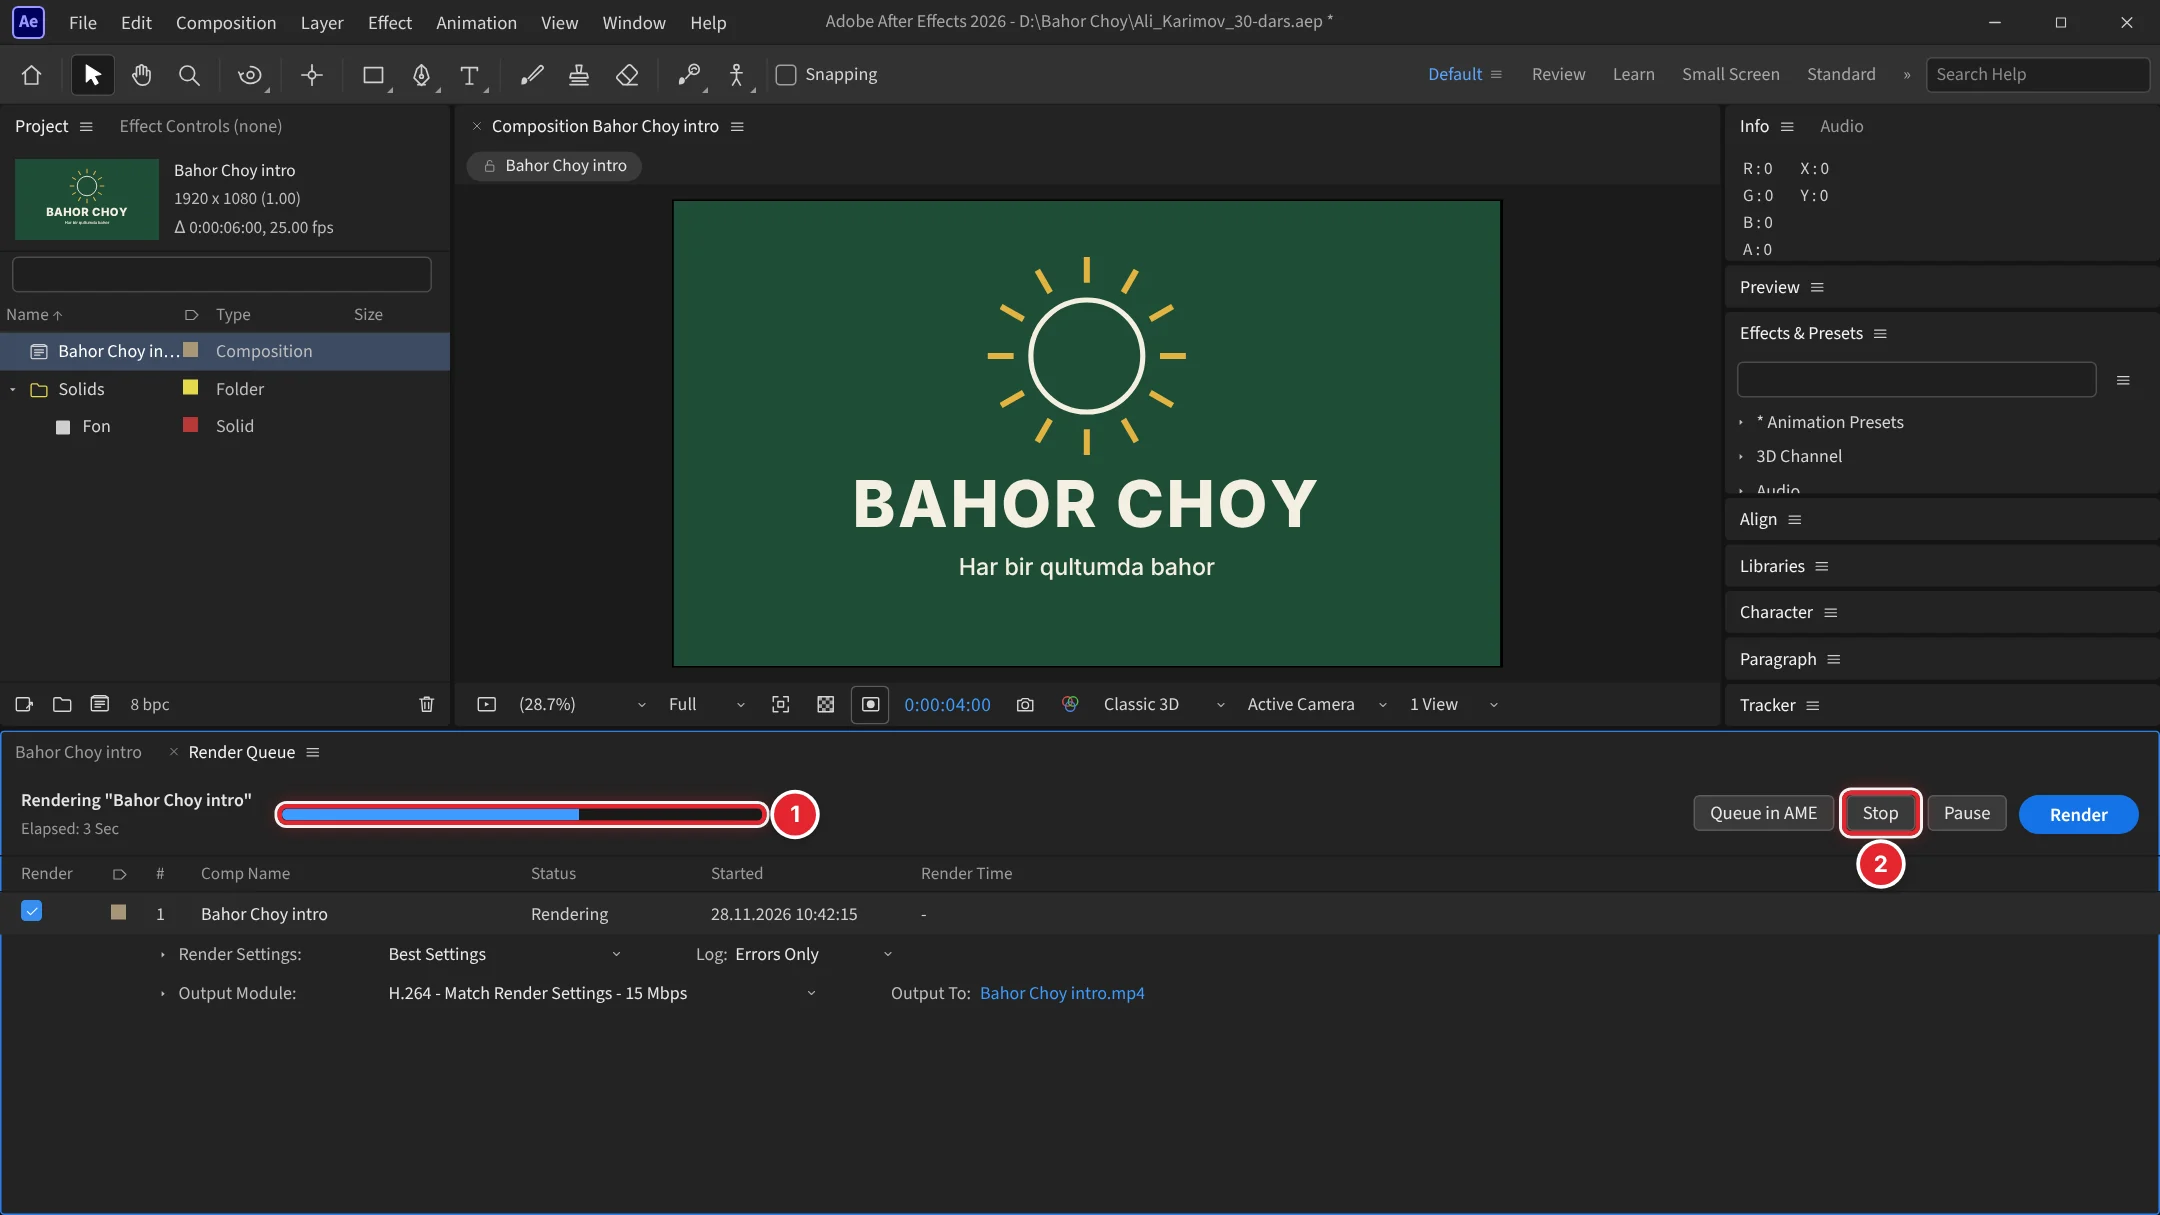 Ae File Edit Composition Layer Effect Animation View Window Help
Adobe After Effects 2026 - D:\Bahor Choy\Ali_Karimov_30-dars.aep *
Snapping
Default Review Learn Small Screen Standard » Search Help
Project Effect Controls (none)
BAHOR CHOY
Har bir qultumda bahor
Bahor Choy intro
1920 x 1080 (1.00)
Δ 0:00:06:00, 25.00 fps
Name Type Size
Bahor Choy in... Composition
Solids Folder
Fon Solid
8 bpc
Composition Bahor Choy intro
Bahor Choy intro
BAHOR CHOY
Har bir qultumda bahor
(28.7%) Full 0:00:04:00 Classic 3D Active Camera 1 View
Info Audio
R : 0 X : 0
G : 0 Y : 0
B : 0
A : 0
Preview
Effects & Presets
* Animation Presets
3D Channel
Audio
Align
Libraries
Character
Paragraph
Tracker
Bahor Choy intro × Render Queue
Rendering "Bahor Choy intro"
Elapsed: 3 Sec
1
Queue in AME Stop Pause Render
2
Render # Comp Name Status Started Render Time
1 Bahor Choy intro Rendering 28.11.2026 10:42:15 -
Render Settings: Best Settings Log: Errors Only
Output Module: H.264 - Match Render Settings - 15 Mbps Output To: Bahor Choy intro.mp4